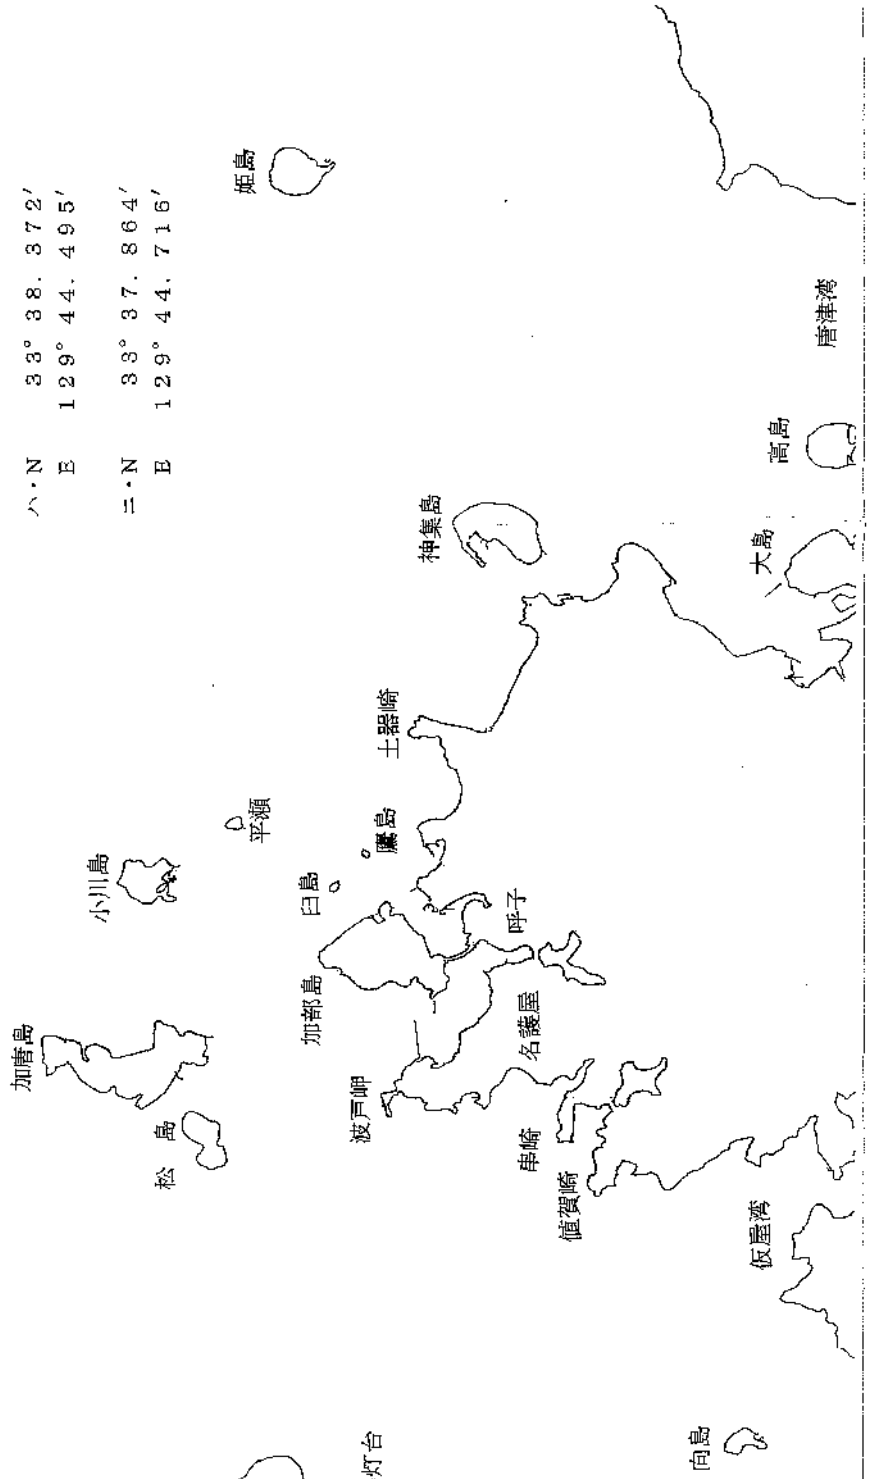 加唐島
ハ・N 33° 38. 372′
E 129° 44. 495′
小川島
ニ・N 33° 37. 864′
E 129° 44. 716′
松島
姫島
平瀬
加部島
臼島
灯台
波戸岬
鷹島
土器崎
神集島
呼子
名護屋
串崎
値賀崎
向島
仮屋湾
大島
高島
唐津湾